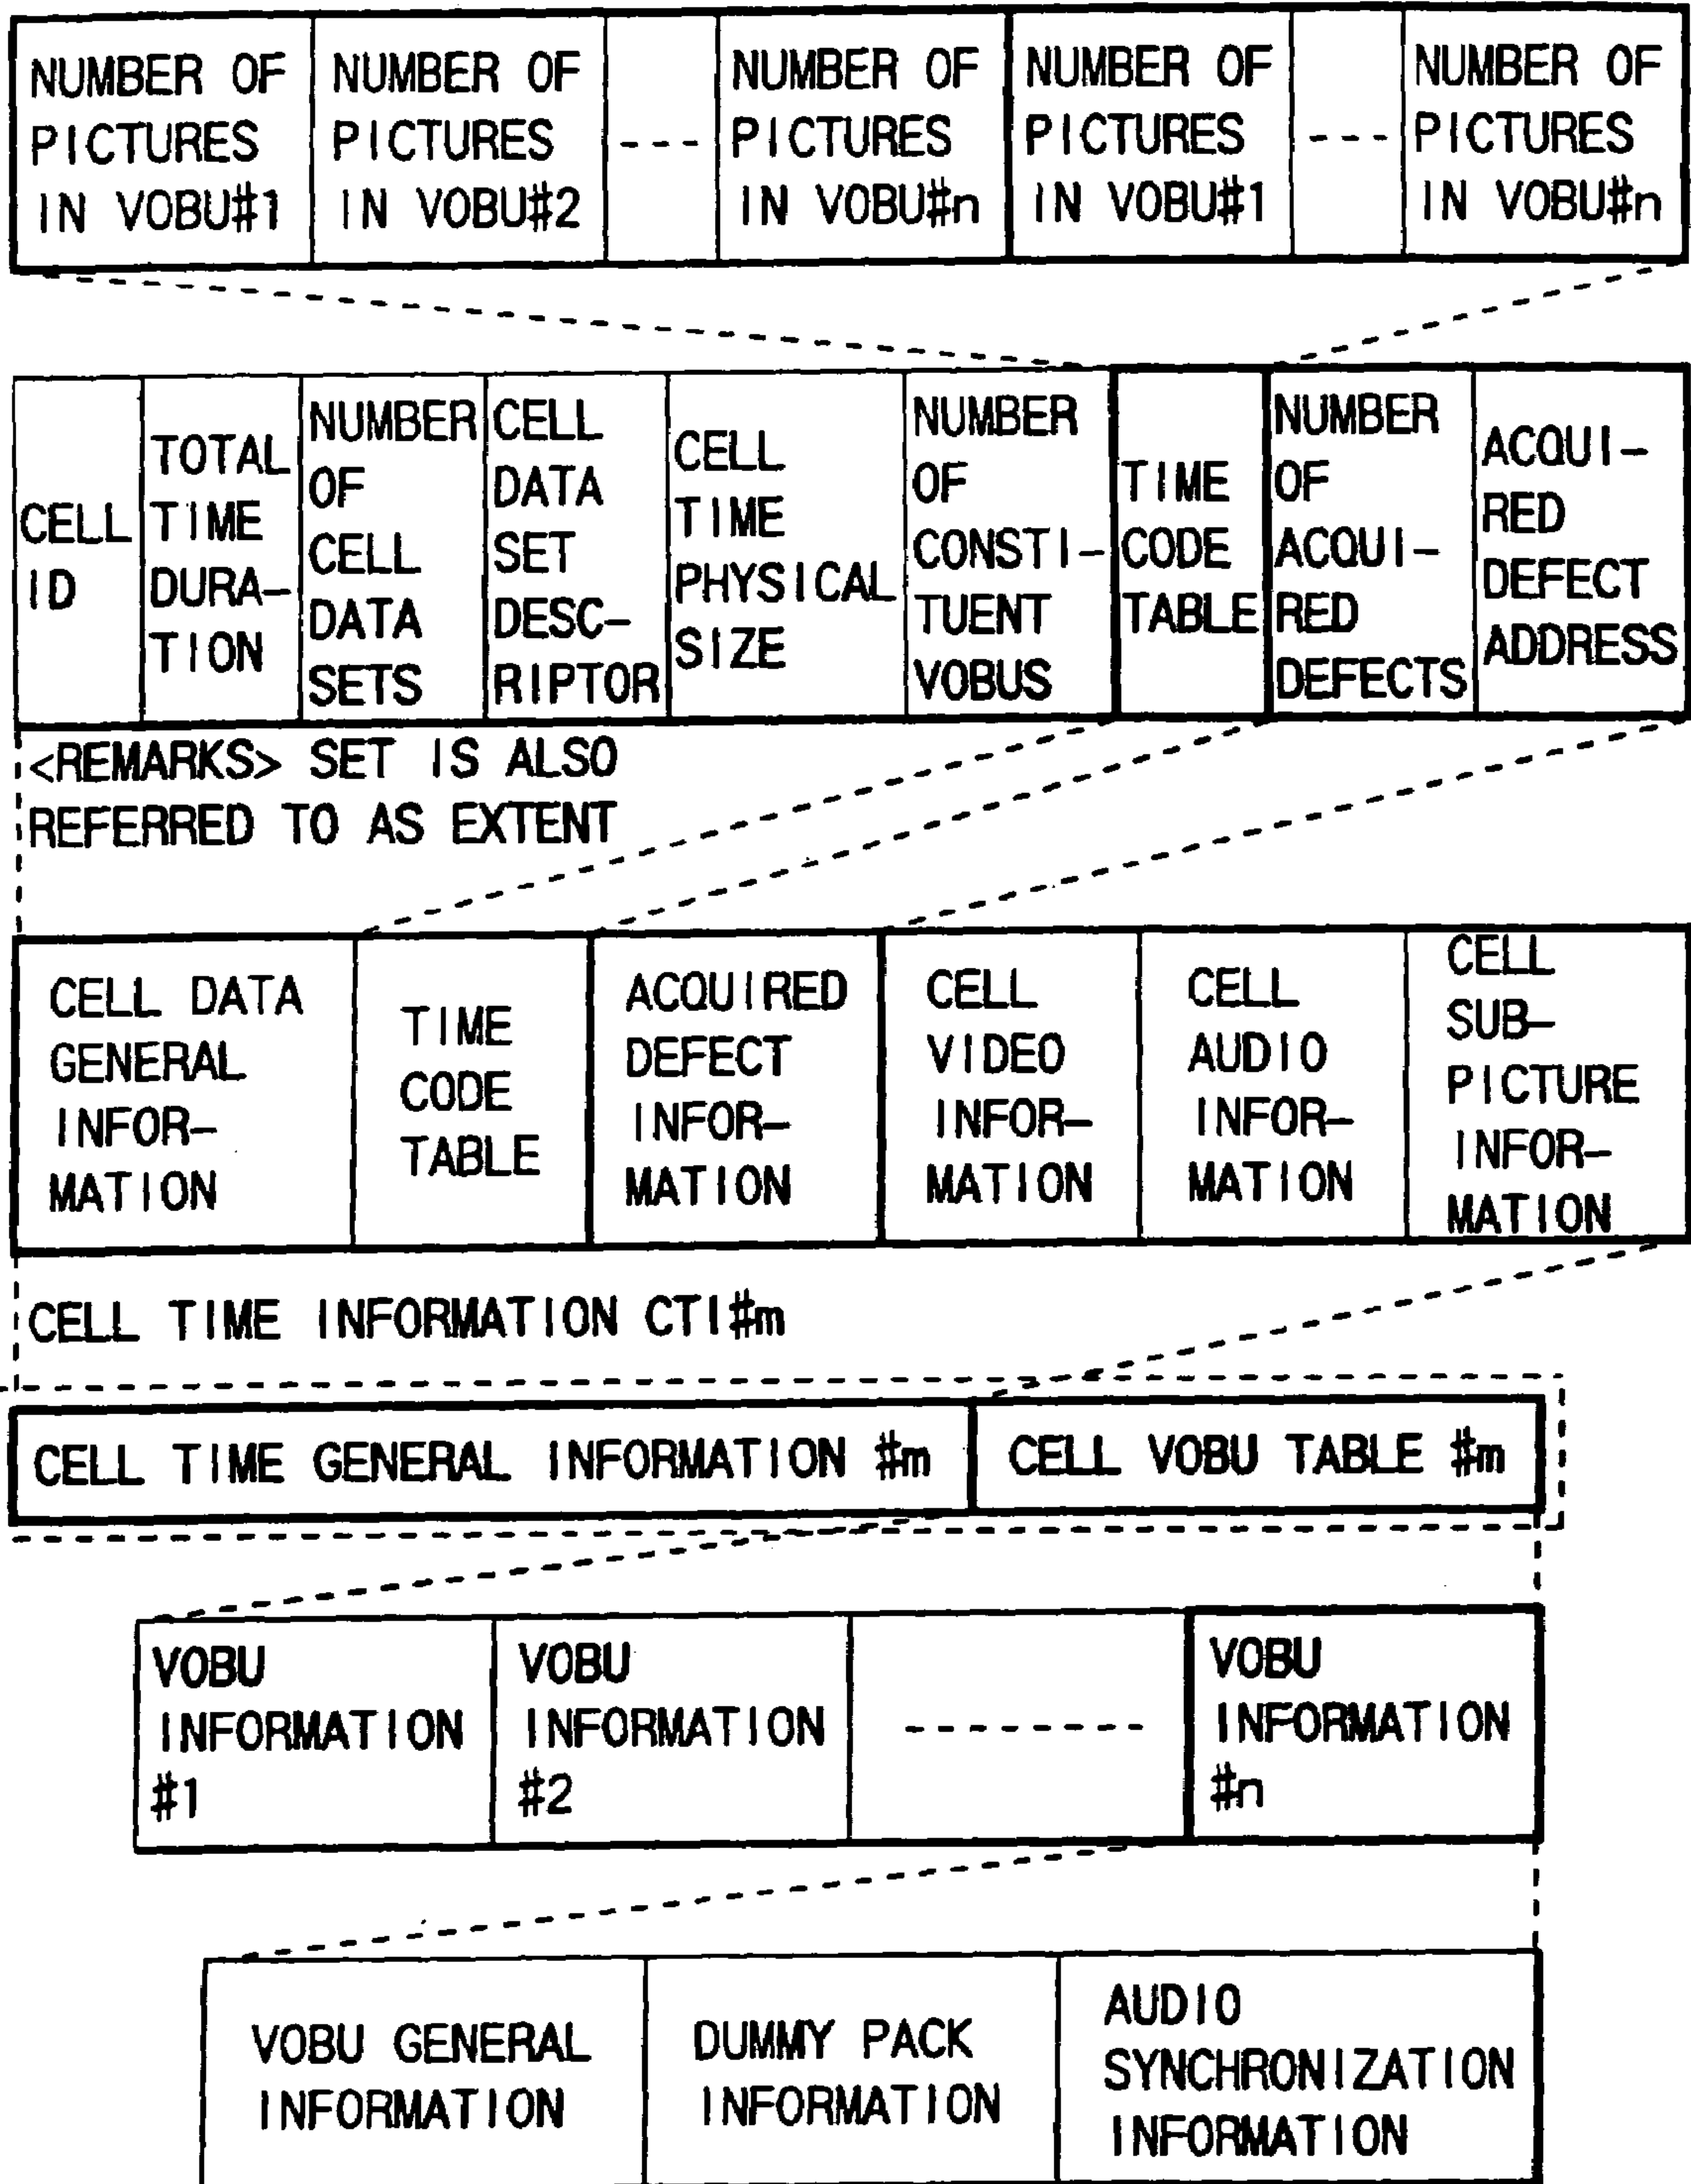 NUMBER OF
PICTURES
IN VOBU#1
NUMBER OF
PICTURES
IN VOBU#2
---
NUMBER OF
PICTURES
IN VOBU#n
NUMBER OF
PICTURES
IN VOBU#1
---
NUMBER OF
PICTURES
IN VOBU#n
CELL
ID
TOTAL
TIME
DURA-
TION
NUMBER
OF
CELL
DATA
SETS
CELL
DATA
SET
DESC-
RIPTOR
CELL
TIME
PHYSICAL
SIZE
NUMBER
OF
CONSTI-
TUENT
VOBUS
TIME
CODE
TABLE
NUMBER
OF
ACQUI-
RED
DEFECTS
ACQUI-
RED
DEFECT
ADDRESS
<REMARKS> SET IS ALSO
REFERRED TO AS EXTENT
CELL DATA
GENERAL
INFOR-
MATION
TIME
CODE
TABLE
ACQUIRED
DEFECT
INFOR-
MATION
CELL
VIDEO
INFOR-
MATION
CELL
AUDIO
INFOR-
MATION
CELL
SUB-
PICTURE
INFOR-
MATION
CELL TIME INFORMATION CTI#m
CELL TIME GENERAL INFORMATION #m
CELL VOBU TABLE #m
VOBU
INFORMATION
#1
VOBU
INFORMATION
#2
--------
VOBU
INFORMATION
#n
VOBU GENERAL
INFORMATION
DUMMY PACK
INFORMATION
AUDIO
SYNCHRONIZATION
INFORMATION